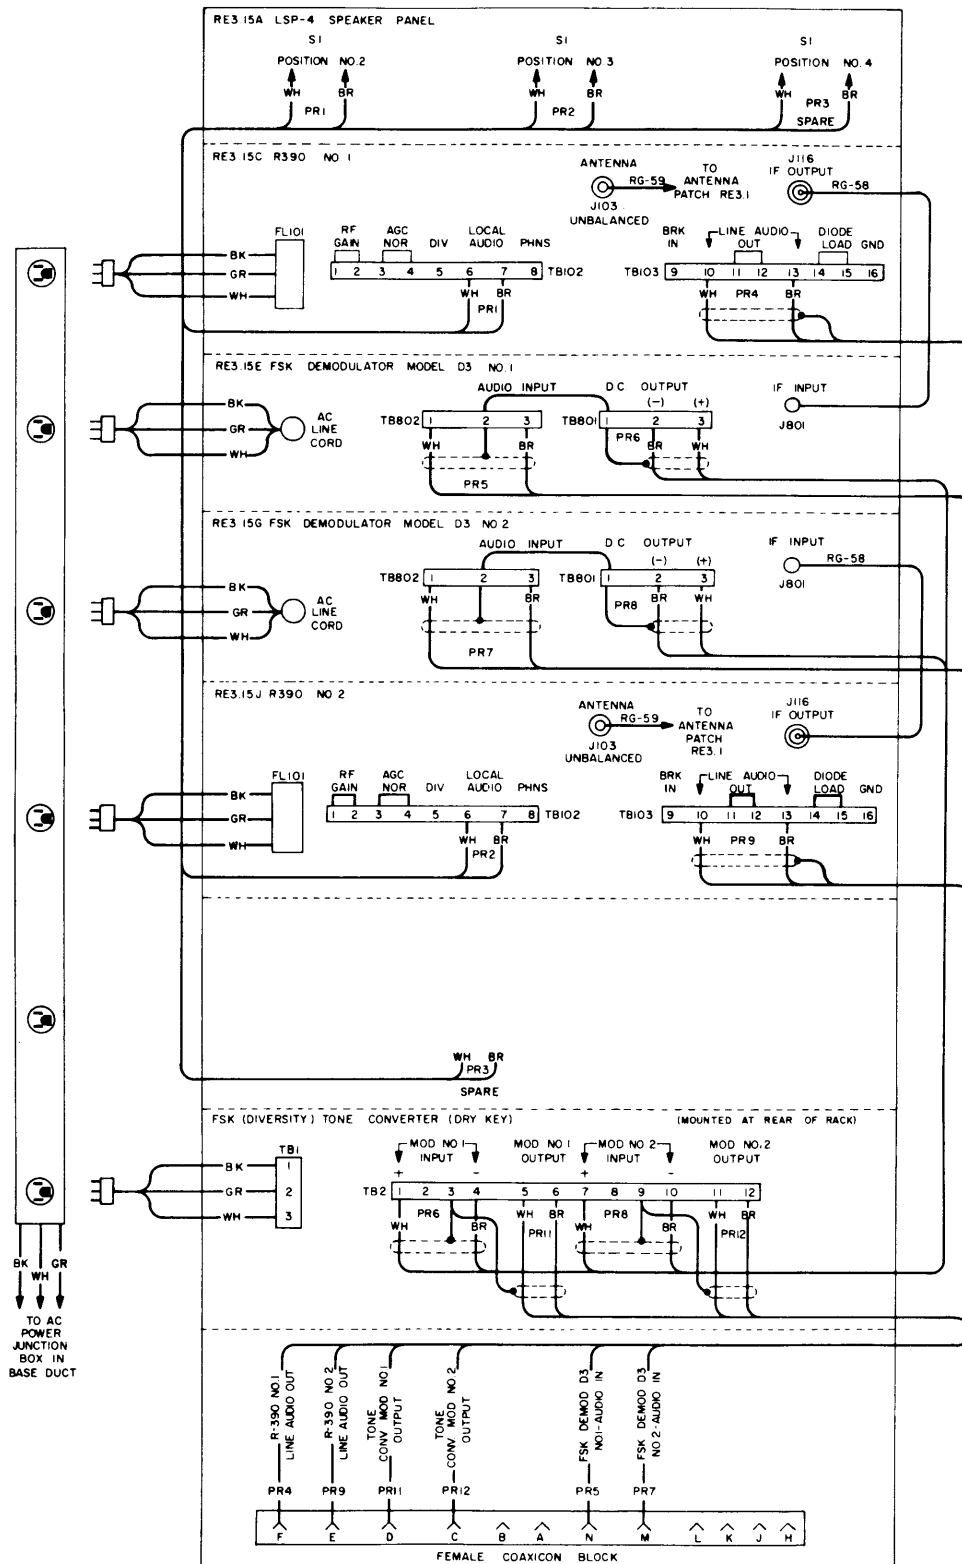 RE3.15A LSP-4 SPEAKER PANEL
S1 S1 S1
POSITION NO.2 POSITION NO.3 POSITION NO.4
WH BR WH BR WH BR
PR1 PR2 PR3
SPARE
RE3.15C R390 NO.1
ANTENNA TO ANTENNA PATCH RE3.1
RG-59
J103 UNBALANCED
J116 IF OUTPUT
RG-58
FL101
BK
GR
WH
RF GAIN AGC NOR DIV LOCAL AUDIO PHNS
1 2 3 4 5 6 7 8 TB102
WH BR
PR1
BRK IN LINE AUDIO OUT DIODE LOAD GND
TB103 9 10 11 12 13 14 15 16
WH PR4 BR
RE3.15E FSK DEMODULATOR MODEL D3 NO.1
BK
GR
WH
AC LINE CORD
AUDIO INPUT DC OUTPUT
(-) (+)
TB802 1 2 3 TB801 1 2 3
WH BR PR6 BR WH
PR5
IF INPUT
J801
RE3.15G FSK DEMODULATOR MODEL D3 NO.2
BK
GR
WH
AC LINE CORD
AUDIO INPUT DC OUTPUT
(-) (+)
TB802 1 2 3 TB801 1 2 3
WH BR PR8 BR WH
PR7
IF INPUT
RG-58
J801
RE3.15J R390 NO.2
ANTENNA TO ANTENNA PATCH RE3.1
RG-59
J103 UNBALANCED
J116 IF OUTPUT
FL101
BK
GR
WH
RF GAIN AGC NOR DIV LOCAL AUDIO PHNS
1 2 3 4 5 6 7 8 TB102
WH BR
PR2
BRK IN LINE AUDIO OUT DIODE LOAD GND
TB103 9 10 11 12 13 14 15 16
WH PR9 BR
WH BR
PR3
SPARE
FSK (DIVERSITY) TONE CONVERTER (DRY KEY) (MOUNTED AT REAR OF RACK)
TB1
BK 1
GR 2
WH 3
MOD NO.1 INPUT MOD NO.1 OUTPUT MOD NO.2 INPUT MOD NO.2 OUTPUT
+ - + -
TB2 1 2 3 4 5 6 7 8 9 10 11 12
WH PR6 BR WH PR11 BR WH PR8 BR WH PR12 BR
BK WH GR
TO AC
POWER
JUNCTION
BOX IN
BASE DUCT
R-390 NO.1 LINE AUDIO OUT
R-390 NO.2 LINE AUDIO OUT
TONE CONV. MOD NO.1 OUTPUT
TONE CONV. MOD NO.2 OUTPUT
FSK DEMOD D3 NO.1-AUDIO IN
FSK DEMOD D3 NO.2-AUDIO IN
PR4 PR9 PR11 PR12 PR5 PR7
F E D C B A N M L K J H
FEMALE COAXICON BLOCK